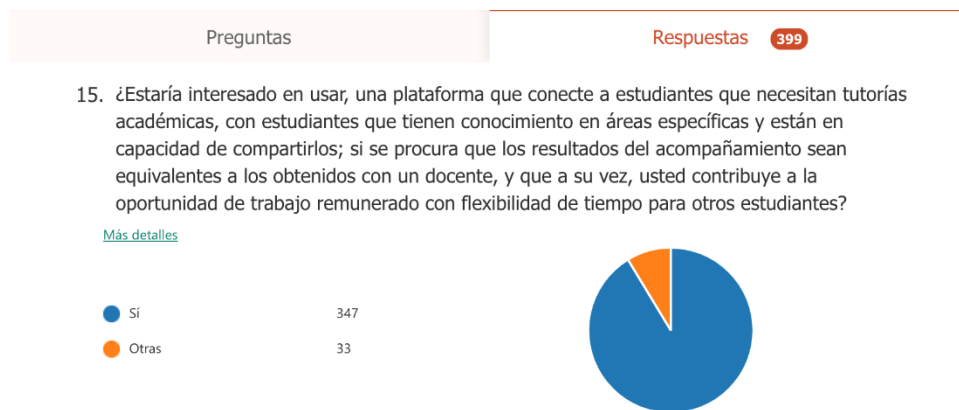 Preguntas
Respuestas 399
15. ¿Estaría interesado en usar, una plataforma que conecte a estudiantes que necesitan tutorías
académicas, con estudiantes que tienen conocimiento en áreas específicas y están en
capacidad de compartirlos; si se procura que los resultados del acompañamiento sean
equivalentes a los obtenidos con un docente, y que a su vez, usted contribuye a la
oportunidad de trabajo remunerado con flexibilidad de tiempo para otros estudiantes?
Más detalles
Sí 347
Otras 33